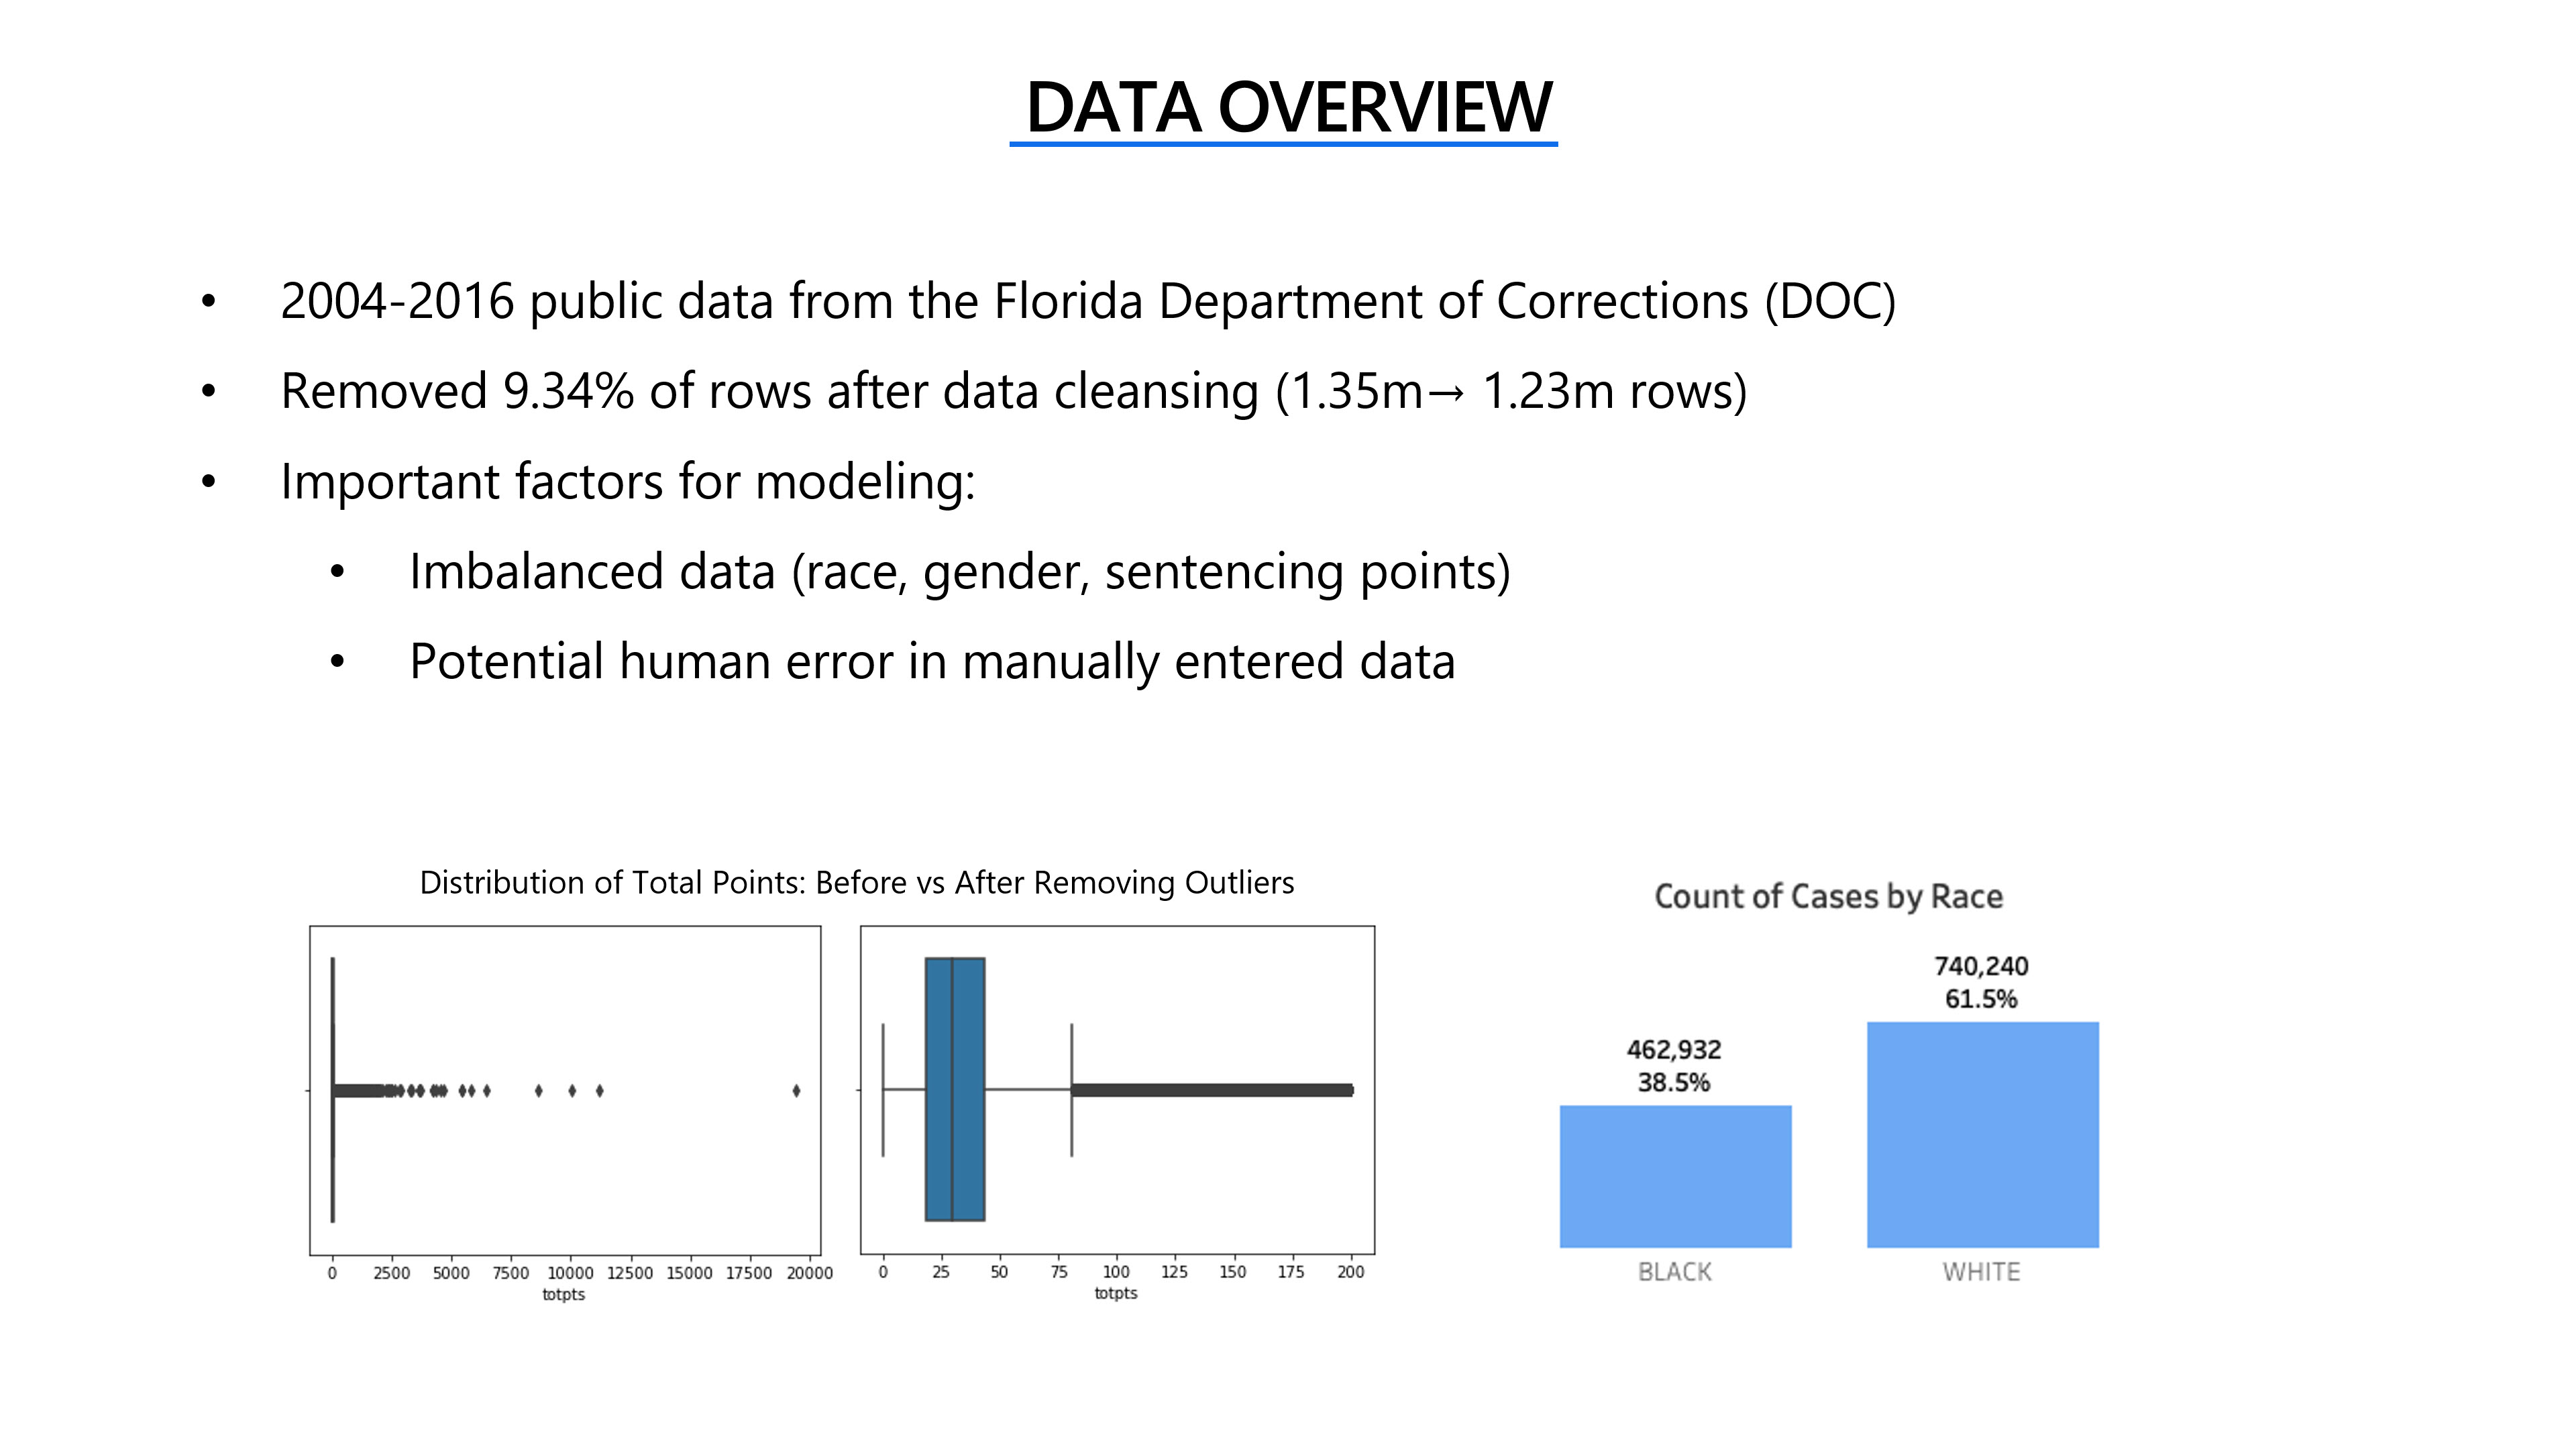 DATA OVERVIEW
• 2004-2016 public data from the Florida Department of Corrections (DOC)
• Removed 9.34% of rows after data cleansing (1.35m→ 1.23m rows)
• Important factors for modeling:
• Imbalanced data (race, gender, sentencing points)
• Potential human error in manually entered data
Distribution of Total Points: Before vs After Removing Outliers
0 2500 5000 7500 10000 12500 15000 17500 20000
totpts
0 25 50 75 100 125 150 175 200
totpts
Count of Cases by Race
462,932
38.5%
740,240
61.5%
BLACK WHITE